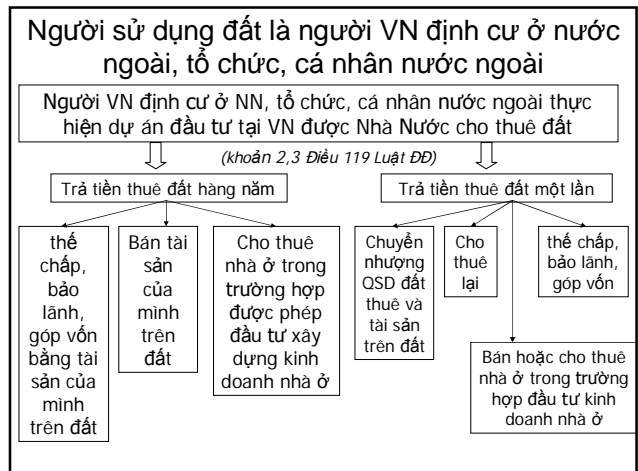 Người sử dụng đất là người VN định cư ở nước
ngoài, tổ chức, cá nhân nước ngoài
Người VN định cư ở NN, tổ chức, cá nhân nước ngoài thực
hiện dự án đầu tư tại VN được Nhà Nước cho thuê đất
(khoản 2,3 Điều 119 Luật ĐĐ)
Trả tiền thuê đất hàng năm
Trả tiền thuê đất một lần
thế
chấp,
bảo
lãnh,
góp vốn
bằng tài
sản của
mình
trên đất
Bán tài
sản
của
mình
trên
đất
Cho thuê
nhà ở trong
trường hợp
được phép
đầu tư xây
dựng kinh
doanh nhà ở
Chuyển
nhượng
QSD đất
thuê và
tài sản
trên đất
Cho
thuê
lại
thế chấp,
bảo lãnh,
góp vốn
Bán hoặc cho thuê
nhà ở trong trường
hợp đầu tư kinh
doanh nhà ở